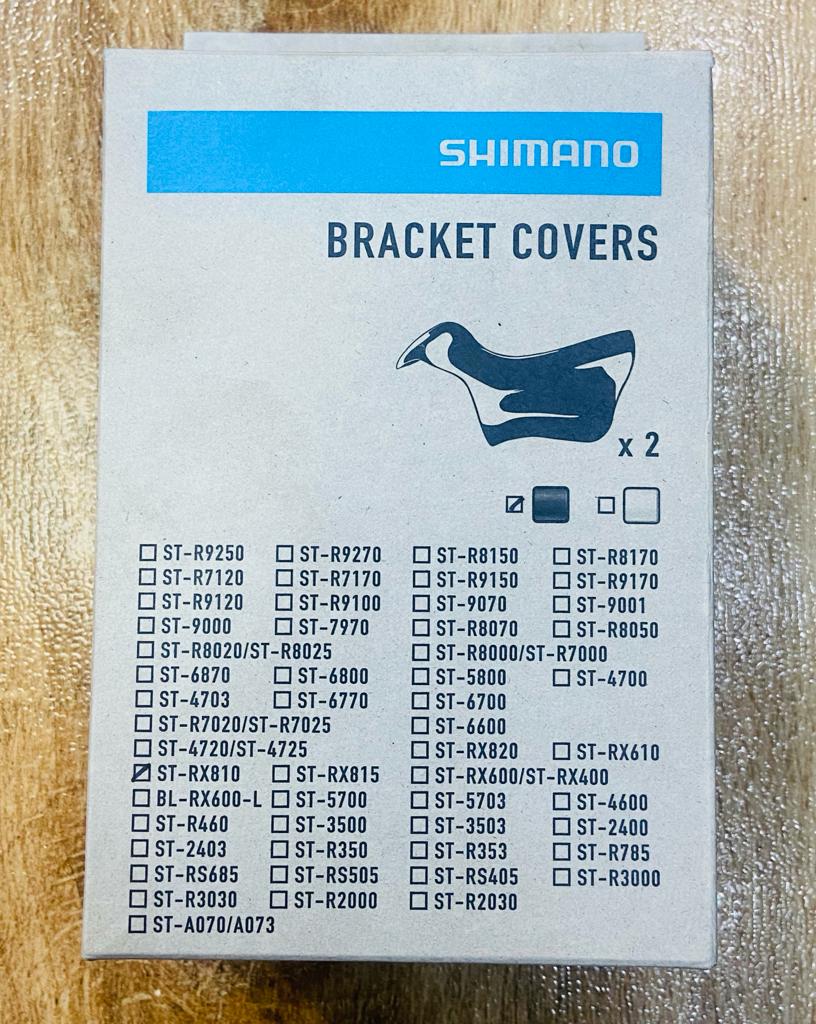 SHIMANO
BRACKET COVERS
x 2
ST-R9250 ST-R9270 ST-R8150 ST-R8170
ST-R7120 ST-R7170 ST-R9150 ST-R9170
ST-R9120 ST-R9100 ST-9070 ST-9001
ST-9000 ST-7970 ST-R8070 ST-R8050
ST-R8020/ST-R8025 ST-R8000/ST-R7000
ST-6870 ST-6800 ST-5800 ST-4700
ST-4703 ST-6770 ST-6700
ST-R7020/ST-R7025 ST-6600
ST-4720/ST-4725 ST-RX820 ST-RX610
ST-RX810 ST-RX815 ST-RX600/ST-RX400
BL-RX600-L ST-5700 ST-5703 ST-4600
ST-R460 ST-3500 ST-3503 ST-2400
ST-2403 ST-R350 ST-R353 ST-R785
ST-RS685 ST-RS505 ST-RS405 ST-R3000
ST-R3030 ST-R2000 ST-R2030
ST-A070/A073